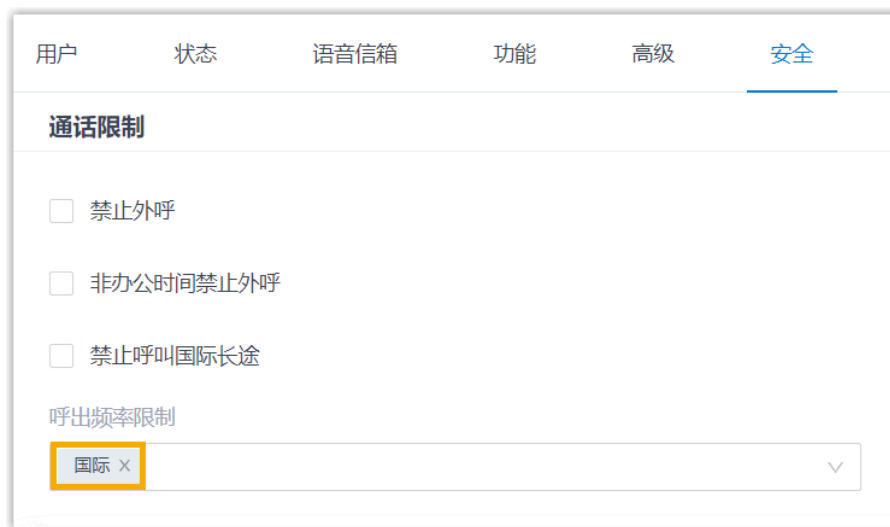 用户 状态 语音信箱 功能 高级 安全
通话限制
禁止外呼
非办公时间禁止外呼
禁止呼叫国际长途
呼出频率限制
国际 X